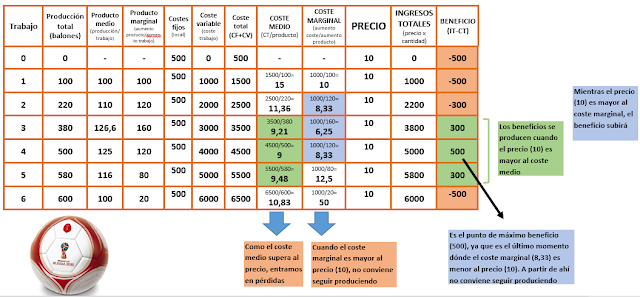 Trabajo
Producción total (balones)
Producto medio (producción/ trabajo)
Producto marginal (aumento
Costes fijos (local)
Coste variable (coste trabajo)
Coste total (CF+CV)
COSTE MEDIO (CT/producto)
COSTE MARGINAL (aumento coste/aumento producto)
PRECIO
INGRESOS TOTALES (precio x cantidad)
BENEFICIO (IT-CT)
0 0 - - 500 0 500 - - 10 0 -500
1 100 100 100 500 1000 1500 1500/100= 15 1000/100= 10 10 1000 -500
2 220 110 120 500 2000 2500 2500/220= 11,36 1000/120= 8,33 10 2200 -300
3 380 126,6 160 500 3000 3500 3500/380 9,21 1000/160= 6,25 10 3800 300
4 500 125 120 500 4000 4500 4500/500= 9 1000/120= 8,33 10 5000 500
5 580 116 80 500 5000 5500 5500/580= 9,48 1000/80= 12,5 10 5800 300
6 600 100 20 500 6000 6500 6500/600= 10,83 1000/20= 50 10 6000 -500
Mientras el precio
(10) es mayor al
coste marginal, el
beneficio subirá
Los beneficios se
producen cuando
el precio (10) es
mayor al coste
medio
Como el coste
medio supera al
precio, entramos
en pérdidas
Cuando el coste
marginal es mayor al
precio (10), no conviene
seguir produciendo
Es el punto de máximo beneficio
(500), ya que es el último momento
dónde el coste marginal (8,33) es
menor al precio (10). A partir de ahí
no conviene seguir produciendo